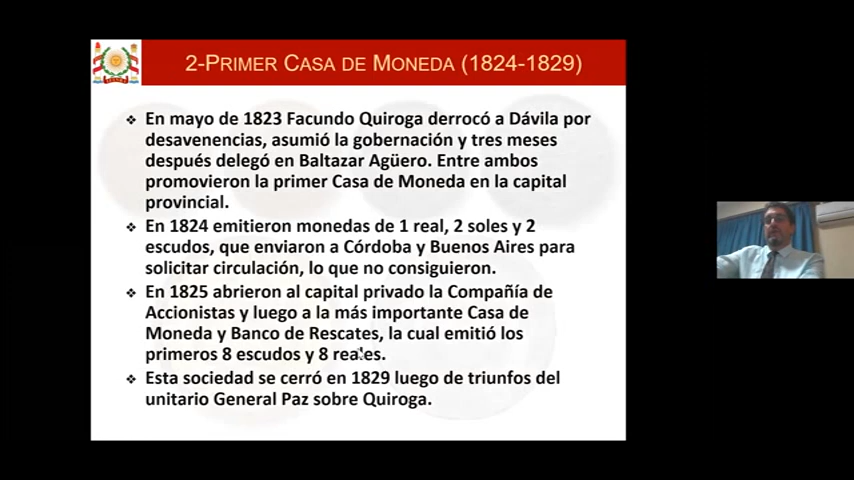 2-PRIMER CASA DE MONEDA (1824-1829)
❖ En mayo de 1823 Facundo Quiroga derrocó a Dávila por
desavenencias, asumió la gobernación y tres meses
después delegó en Baltazar Agüero. Entre ambos
promovieron la primer Casa de Moneda en la capital
provincial.
❖ En 1824 emitieron monedas de 1 real, 2 soles y 2
escudos, que enviaron a Córdoba y Buenos Aires para
solicitar circulación, lo que no consiguieron.
❖ En 1825 abrieron al capital privado la Compañía de
Accionistas y luego a la más importante Casa de
Moneda y Banco de Rescates, la cual emitió los
primeros 8 escudos y 8 reales.
❖ Esta sociedad se cerró en 1829 luego de triunfos del
unitario General Paz sobre Quiroga.